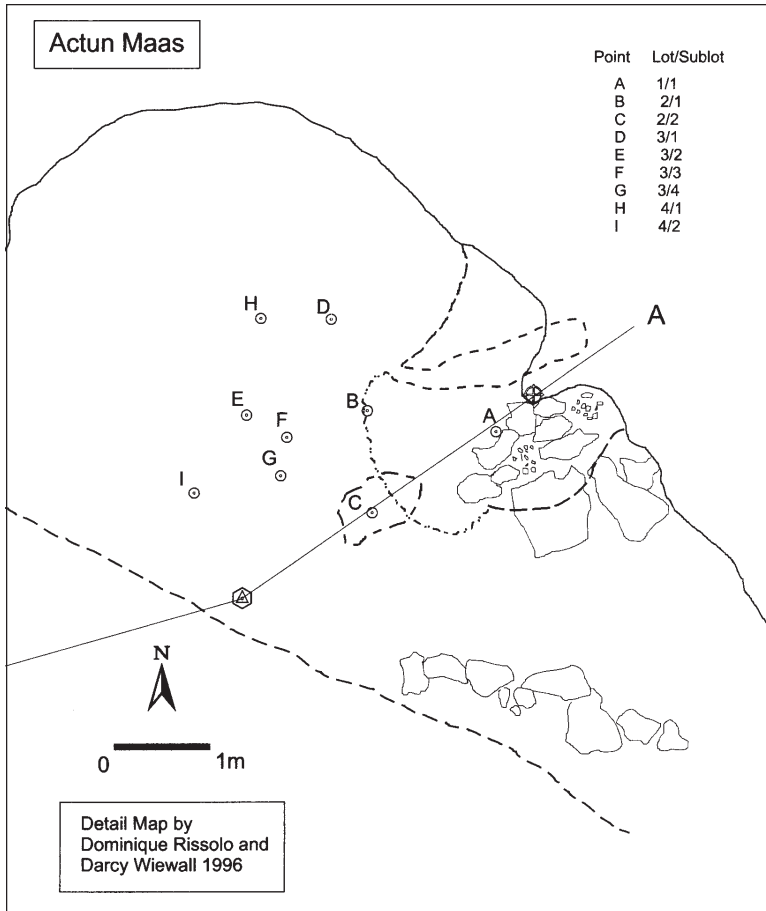 Actun Maas
Point Lot/Sublot
A 1/1
B 2/1
C 2/2
D 3/1
E 3/2
F 3/3
G 3/4
H 4/1
I 4/2
A
H D
B
E
F
A
G
I
C
N
0 1m
Detail Map by
Dominique Rissolo and
Darcy Wiewall 1996